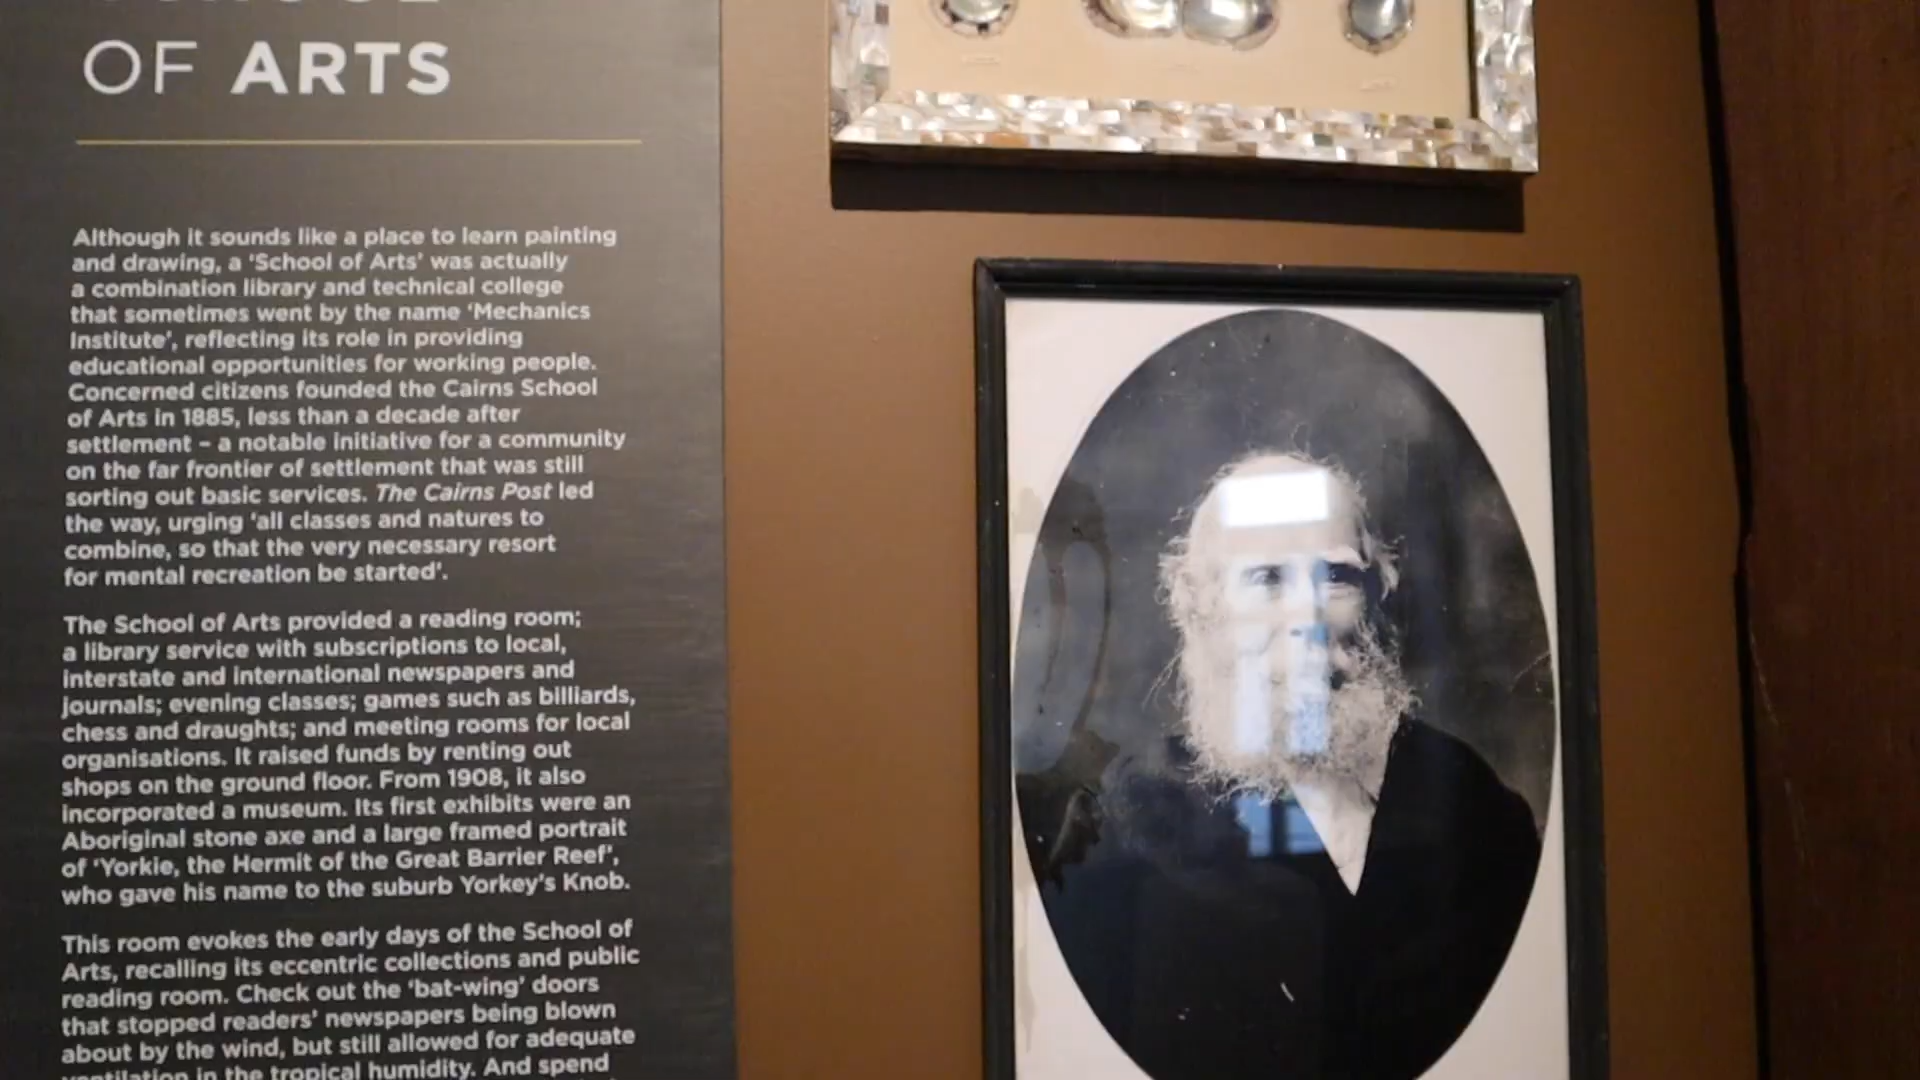 SCHOOL
OF ARTS
Although it sounds like a place to learn painting
and drawing, a ‘School of Arts’ was actually
a combination library and technical college
that sometimes went by the name ‘Mechanics
Institute’, reflecting its role in providing
educational opportunities for working people.
Concerned citizens founded the Cairns School
of Arts in 1885, less than a decade after
settlement – a notable initiative for a community
on the far frontier of settlement that was still
sorting out basic services. The Cairns Post led
the way, urging ‘all classes and natures to
combine, so that the very necessary resort
for mental recreation be started’.
The School of Arts provided a reading room;
a library service with subscriptions to local,
interstate and international newspapers and
journals; evening classes; games such as billiards,
chess and draughts; and meeting rooms for local
organisations. It raised funds by renting out
shops on the ground floor. From 1908, it also
incorporated a museum. Its first exhibits were an
Aboriginal stone axe and a large framed portrait
of ‘Yorkie, the Hermit of the Great Barrier Reef’,
who gave his name to the suburb Yorkey’s Knob.
This room evokes the early days of the School of
Arts, recalling its eccentric collections and public
reading room. Check out the ‘bat-wing’ doors
that stopped readers’ newspapers being blown
about by the wind, but still allowed for adequate
ventilation in the tropical humidity. And spend